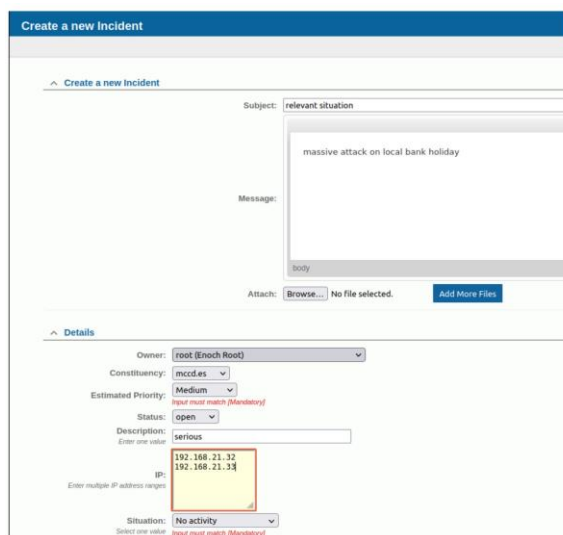 Create a new Incident
Create a new Incident
Subject: relevant situation
massive attack on local bank holiday
Message:
body
Attach: Browse... No file selected. Add More Files
Details
Owner: root (Enoch Root)
Constituency: mccd.es
Estimated Priority: Medium
Input must match [Mandatory]
Status: open
Description: serious
Enter one value
192.168.21.32
192.168.21.33
IP:
Enter multiple IP address ranges
Situation: No activity
Select one value Input must match [Mandatory]